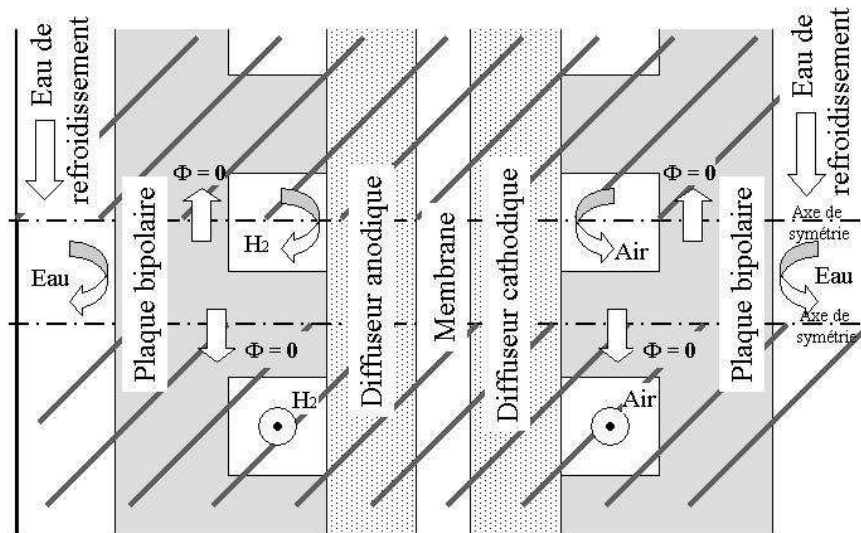 Eau de
refroidissement
Eau de
refroidissement
Φ = 0
Φ = 0
H2
Air
Axe de
symétrie
Eau
Eau
Plaque bipolaire
Diffuseur anodique
Membrane
Diffuseur cathodique
Plaque bipolaire
Axe de
symétrie
Φ = 0
Φ = 0
H2
Air